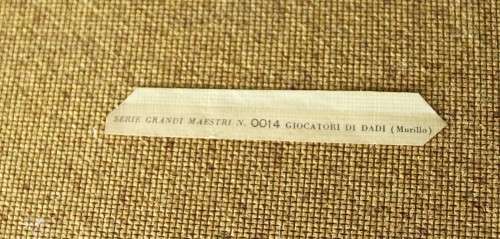 SERIE GRANDI MAESTRI N. 0014 GIOCATORI DI DADI (Murillo)